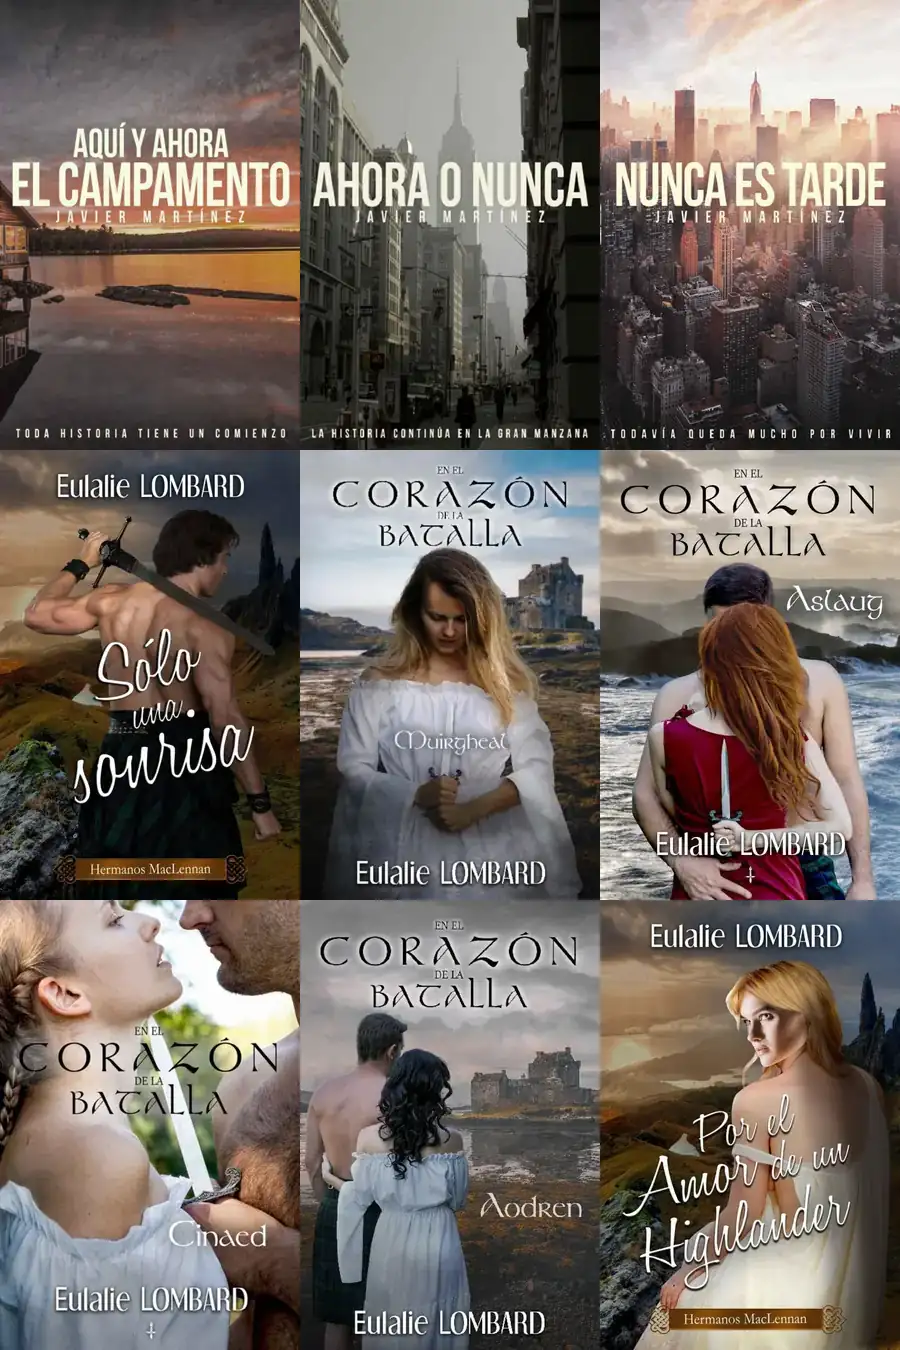 AQUÍ Y AHORA
EL CAMPAMENTO
JAVIER MARTÍNEZ
TODA HISTORIA TIENE UN COMIENZO
AHORA O NUNCA
JAVIER MARTÍNEZ
LA HISTORIA CONTINÚA EN LA GRAN MANZANA
NUNCA ES TARDE
JAVIER MARTÍNEZ
TODAVÍA QUEDA MUCHO POR VIVIR
Eulalie LOMBARD
Sólo
una
sonrisa
Hermanos MacLennan
EN EL
CORAZÓN
DE LA
BATALLA
Muirgheal
Eulalie LOMBARD
EN EL
CORAZÓN
DE LA
BATALLA
Aslaug
Eulalie LOMBARD
EN EL
CORAZÓN
DE LA
BATALLA
Cinaed
Eulalie LOMBARD
EN EL
CORAZÓN
DE LA
BATALLA
Aodren
Eulalie LOMBARD
Eulalie LOMBARD
Por el
Amor de un
Highlander
Hermanos MacLennan